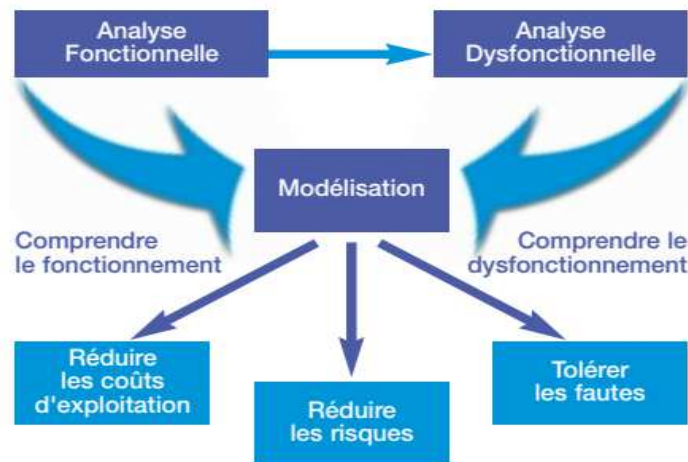 Analyse
Fonctionnelle
Analyse
Dysfonctionnelle
Modélisation
Comprendre
le fonctionnement
Comprendre le
dysfonctionnement
Réduire
les coûts
d'exploitation
Réduire
les risques
Tolérer
les fautes